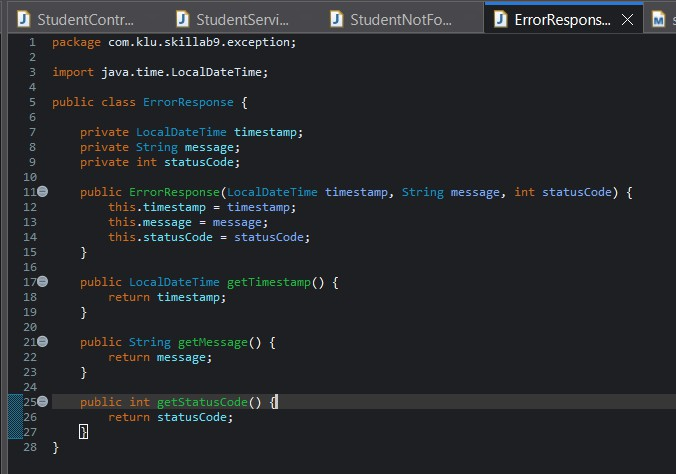 StudentContr...
StudentServi...
StudentNotFo...
ErrorRespons...
1 package com.klu.skillab9.exception;
2
3 import java.time.LocalDateTime;
4
5 public class ErrorResponse {
6
7     private LocalDateTime timestamp;
8     private String message;
9     private int statusCode;
10
11     public ErrorResponse(LocalDateTime timestamp, String message, int statusCode) {
12         this.timestamp = timestamp;
13         this.message = message;
14         this.statusCode = statusCode;
15     }
16
17     public LocalDateTime getTimestamp() {
18         return timestamp;
19     }
20
21     public String getMessage() {
22         return message;
23     }
24
25     public int getStatusCode() {
26         return statusCode;
27     }
28 }